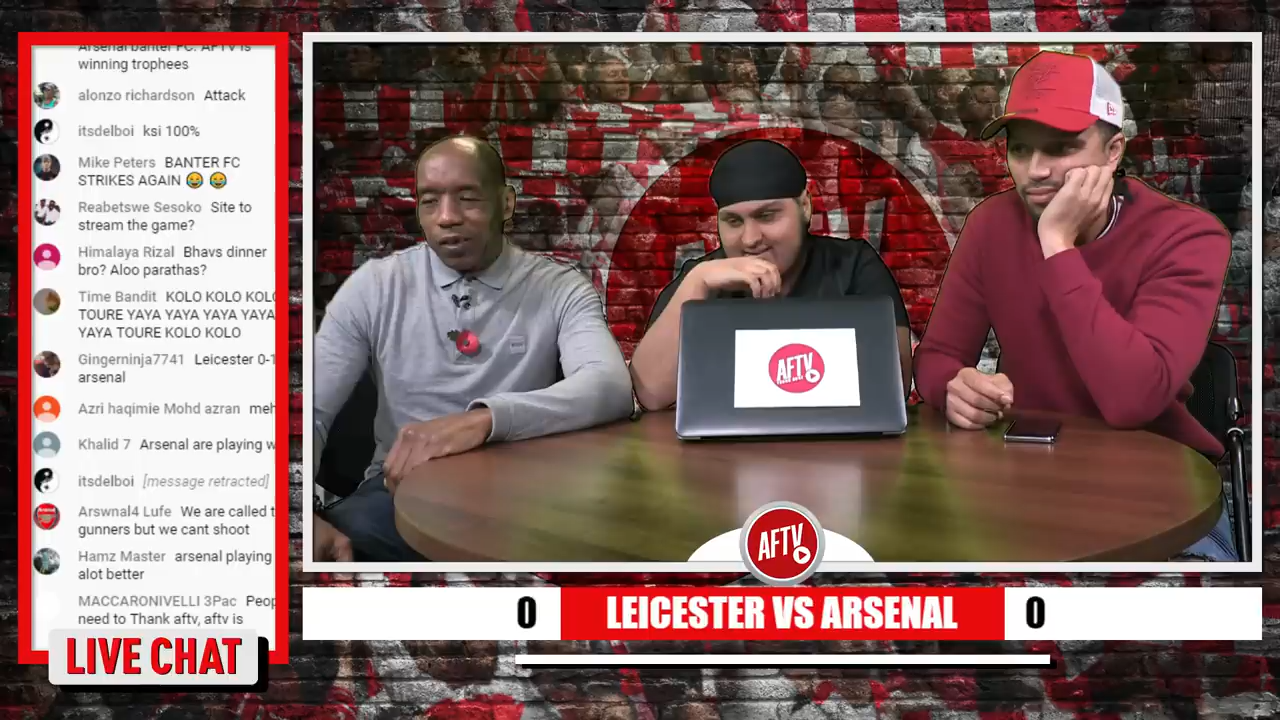 Arsenal banter FC. AFTV is
winning trophees
alonzo richardson Attack
itsdelboi ksi 100%
Mike Peters BANTER FC
STRIKES AGAIN 😂 😂
Reabetswe Sesoko Site to
stream the game?
Himalaya Rizal Bhavs dinner
bro? Aloo parathas?
Time Bandit KOLO KOLO KOLO
TOURE YAYA YAYA YAYA YAYA
YAYA TOURE KOLO KOLO
Gingerninja7741 Leicester 0-1
arsenal
Azri haqimie Mohd azran meh
Khalid 7 Arsenal are playing w
itsdelboi [message retracted]
Arswnal4 Lufe We are called t
gunners but we cant shoot
Hamz Master arsenal playing
alot better
MACCARONIVELLI 3Pac Peop
need to Thank aftv, aftv is
LIVE CHAT
AFTV
AFTV
0 LEICESTER VS ARSENAL 0